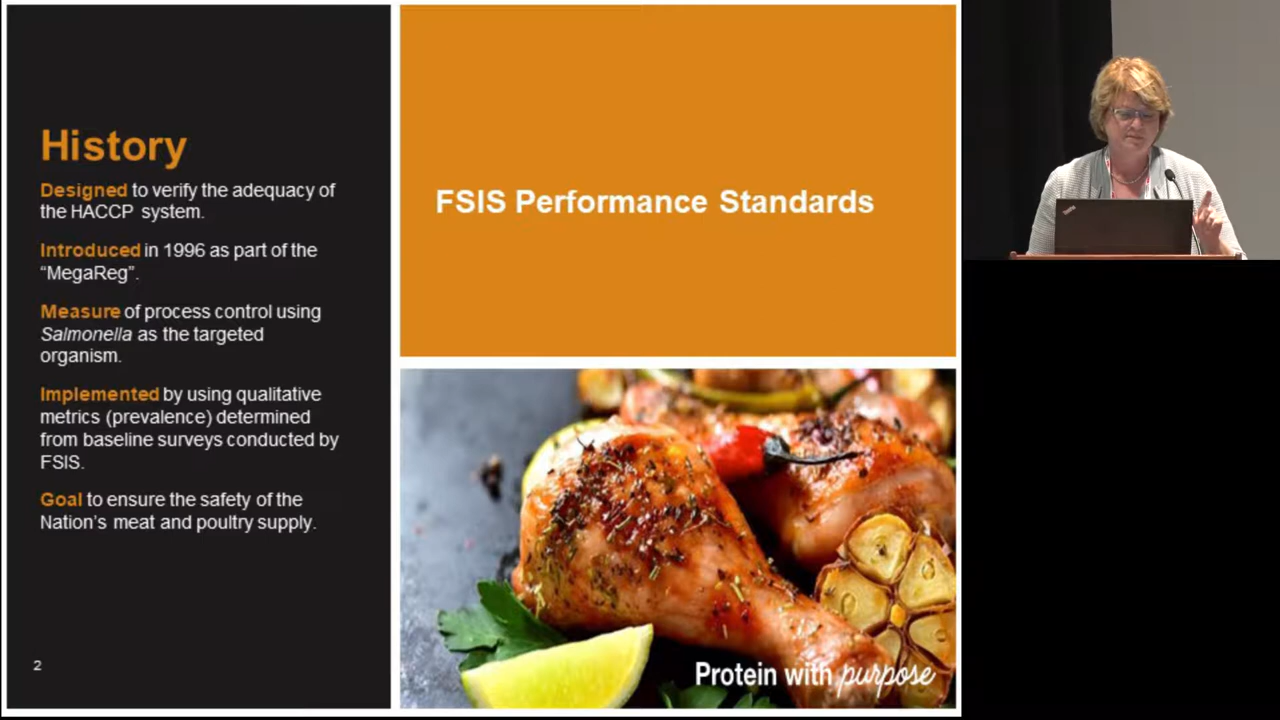 History
Designed to verify the adequacy of
the HACCP system.
Introduced in 1996 as part of the
“MegaReg”.
Measure of process control using
Salmonella as the targeted
organism.
Implemented by using qualitative
metrics (prevalence) determined
from baseline surveys conducted by
FSIS.
Goal to ensure the safety of the
Nation’s meat and poultry supply.
2
FSIS Performance Standards
Protein with purpose